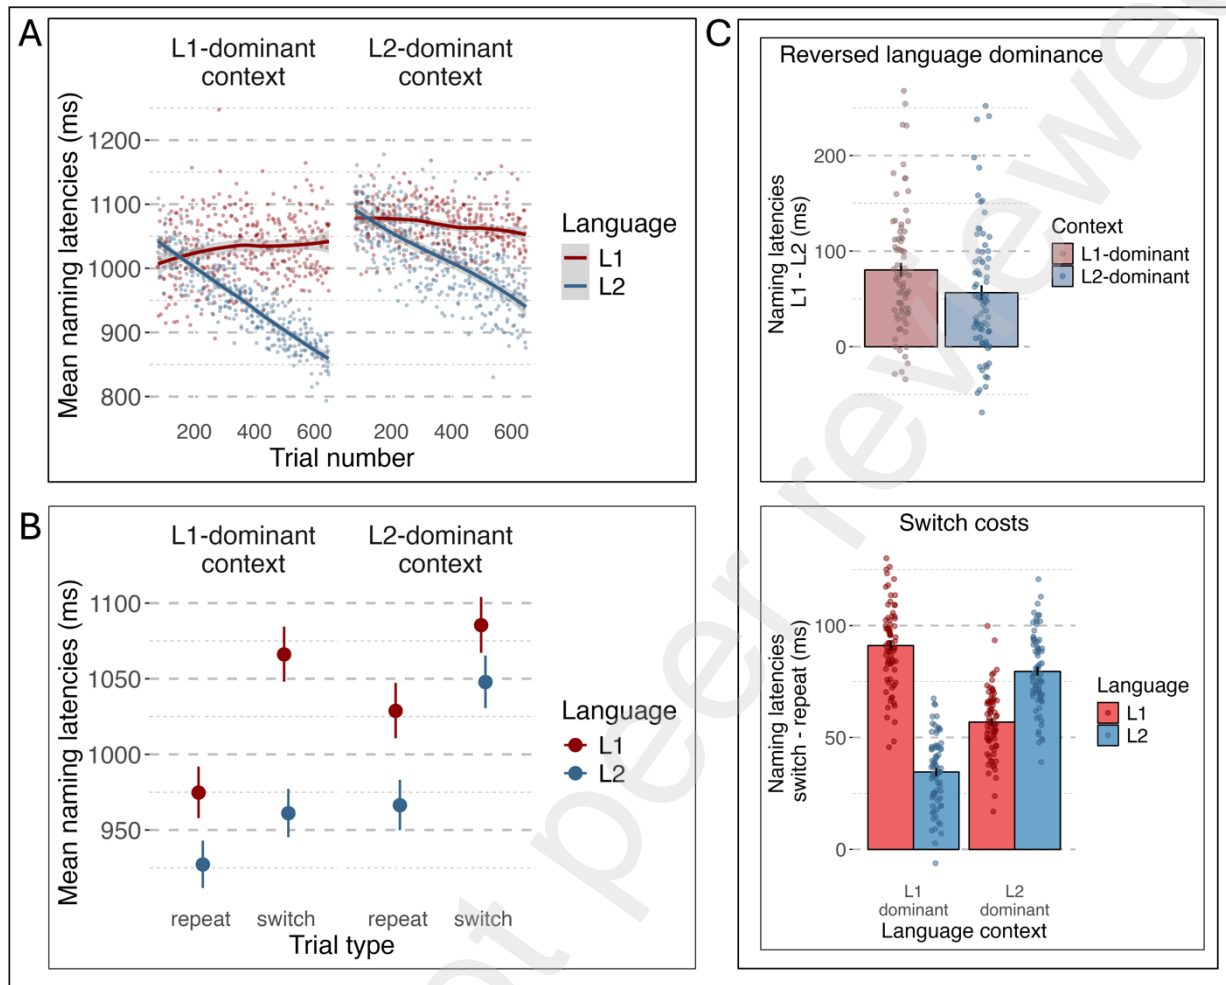 A
L1-dominant
context
L2-dominant
context
Mean naming latencies (ms)
1200
1100
1000
900
800
200 400 600
200 400 600
Trial number
Language
L1
L2
B
L1-dominant
context
L2-dominant
context
Mean naming latencies (ms)
1100
1050
1000
950
repeat switch
repeat switch
Trial type
Language
L1
L2
C
Reversed language dominance
Naming latencies
L1 - L2 (ms)
200
100
0
Context
L1-dominant
L2-dominant
Switch costs
Naming latencies
switch - repeat (ms)
100
50
0
L1
dominant
L2
dominant
Language context
Language
L1
L2
ot peer reviewe